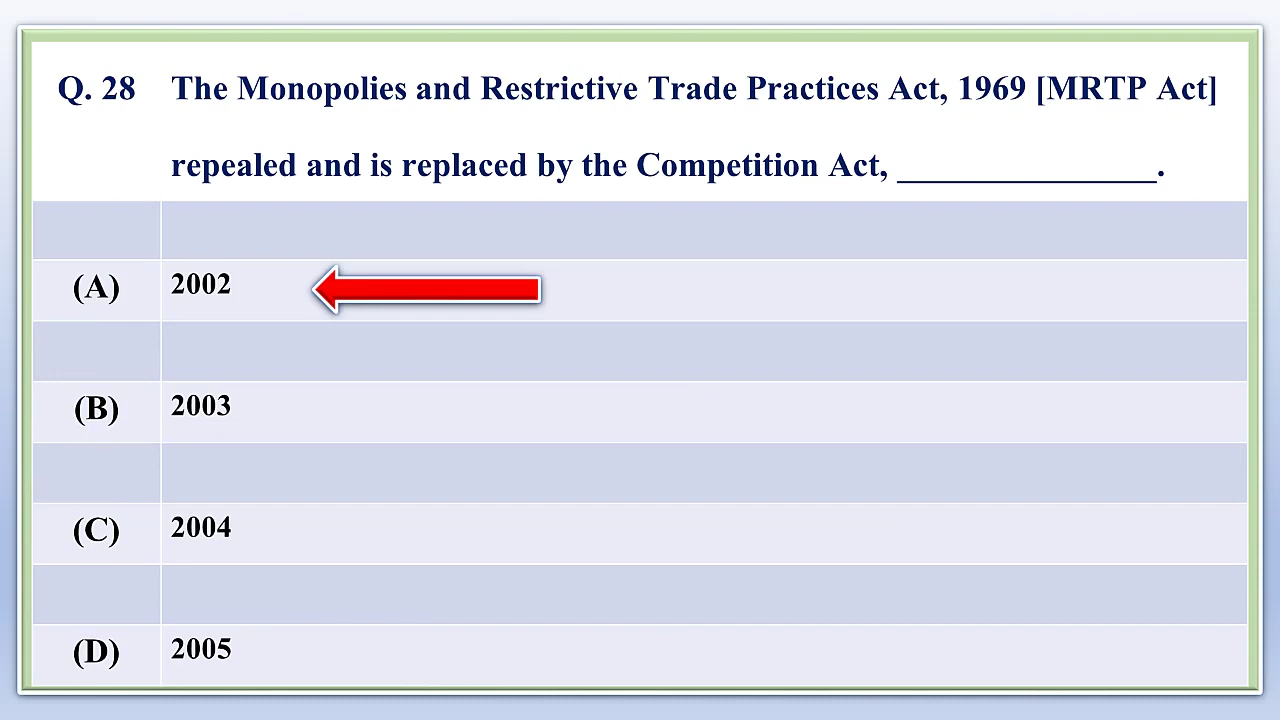 Q. 28 The Monopolies and Restrictive Trade Practices Act, 1969 [MRTP Act]
repealed and is replaced by the Competition Act, ________________.
(A) 2002
(B) 2003
(C) 2004
(D) 2005